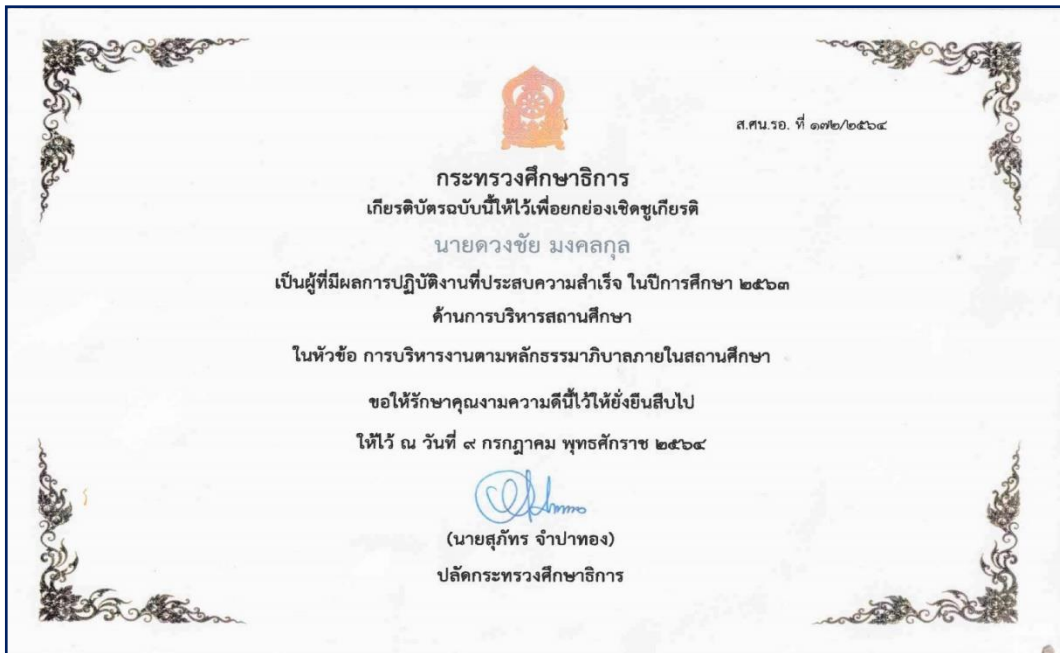 ส.ศน.รอ. ที่ ๑๗๒/๒๕๖๔
กระทรวงศึกษาธิการ
เกียรติบัตรฉบับนี้ให้ไว้เพื่อยกย่องเชิดชูเกียรติ
นายดวงชัย มงคลกุล
เป็นผู้ที่มีผลการปฏิบัติงานที่ประสบความสำเร็จ ในปีการศึกษา ๒๕๖๓
ด้านการบริหารสถานศึกษา
ในหัวข้อ การบริหารงานตามหลักธรรมาภิบาลภายในสถานศึกษา
ขอให้รักษาคุณงามความดีนี้ไว้ให้ยั่งยืนสืบไป
ให้ไว้ ณ วันที่ ๙ กรกฎาคม พุทธศักราช ๒๕๖๔
(นายสุภัทร จำปาทอง)
ปลัดกระทรวงศึกษาธิการ